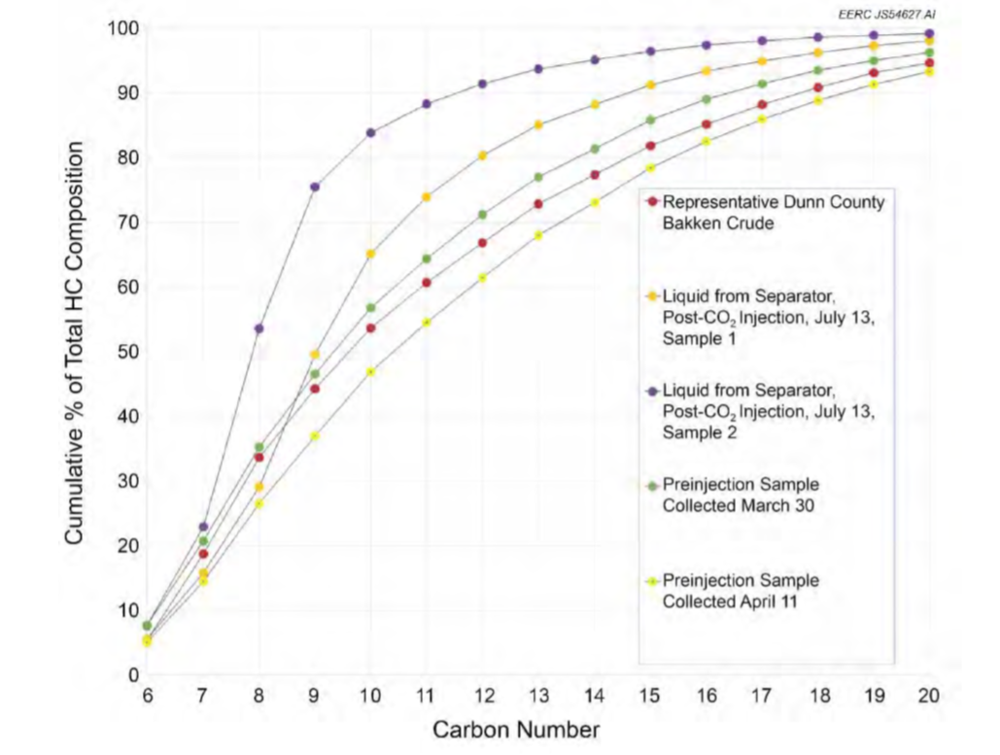 EERC JS54627.AI
100
90
80
70
60
50
40
30
20
10
0
Cumulative % of Total HC Composition
6 7 8 9 10 11 12 13 14 15 16 17 18 19 20
Carbon Number
Representative Dunn County
Bakken Crude
Liquid from Separator,
Post-CO₂ Injection, July 13,
Sample 1
Liquid from Separator,
Post-CO₂ Injection, July 13,
Sample 2
Preinjection Sample
Collected March 30
Preinjection Sample
Collected April 11